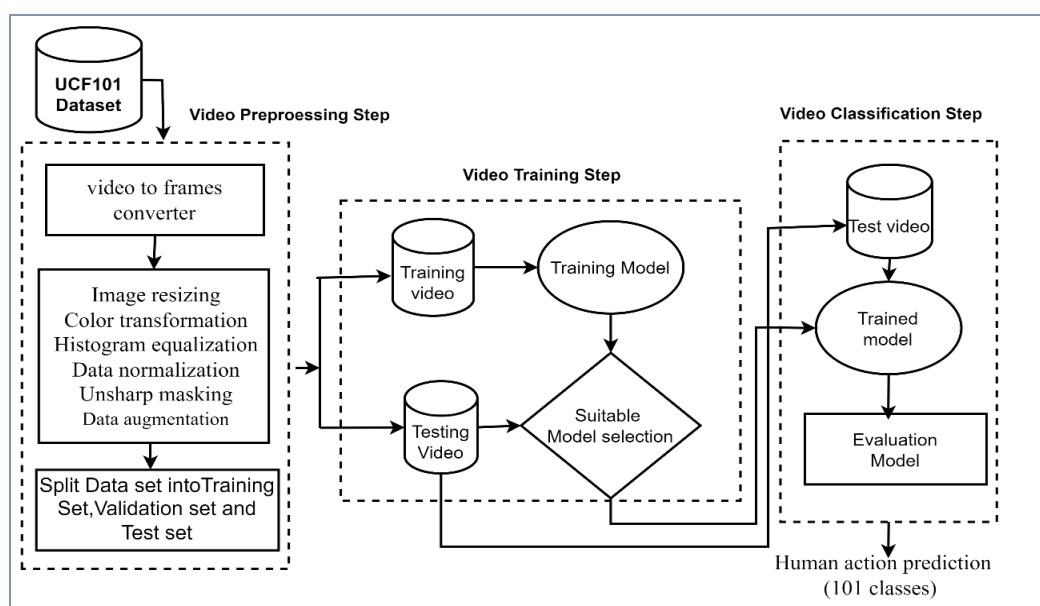 UCF101
Dataset
Video Preproessing Step
video to frames
converter
Image resizing
Color transformation
Histogram equalization
Data normalization
Unsharp masking
Data augmentation
Split Data set intoTraining
Set,Validation set and
Test set
Video Training Step
Training
video
Training Model
Testing
Video
Suitable
Model selection
Video Classification Step
Test video
Trained
model
Evaluation
Model
Human action prediction
(101 classes)